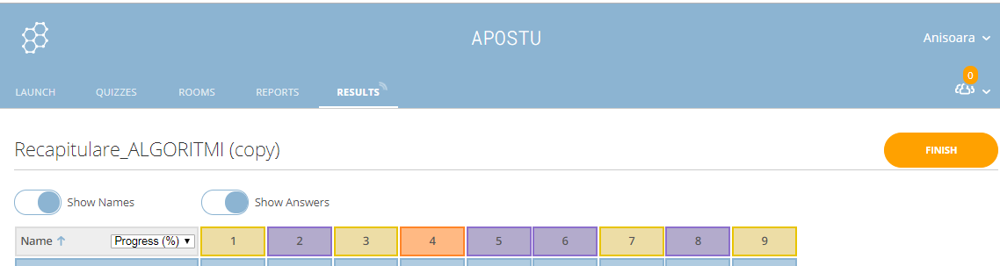 APOSTU
Anisoara
0
LAUNCH QUIZZES ROOMS REPORTS RESULTS
Recapitulare_ALGORITMI (copy)
FINISH
Show Names Show Answers
Name Progress (%) 1 2 3 4 5 6 7 8 9